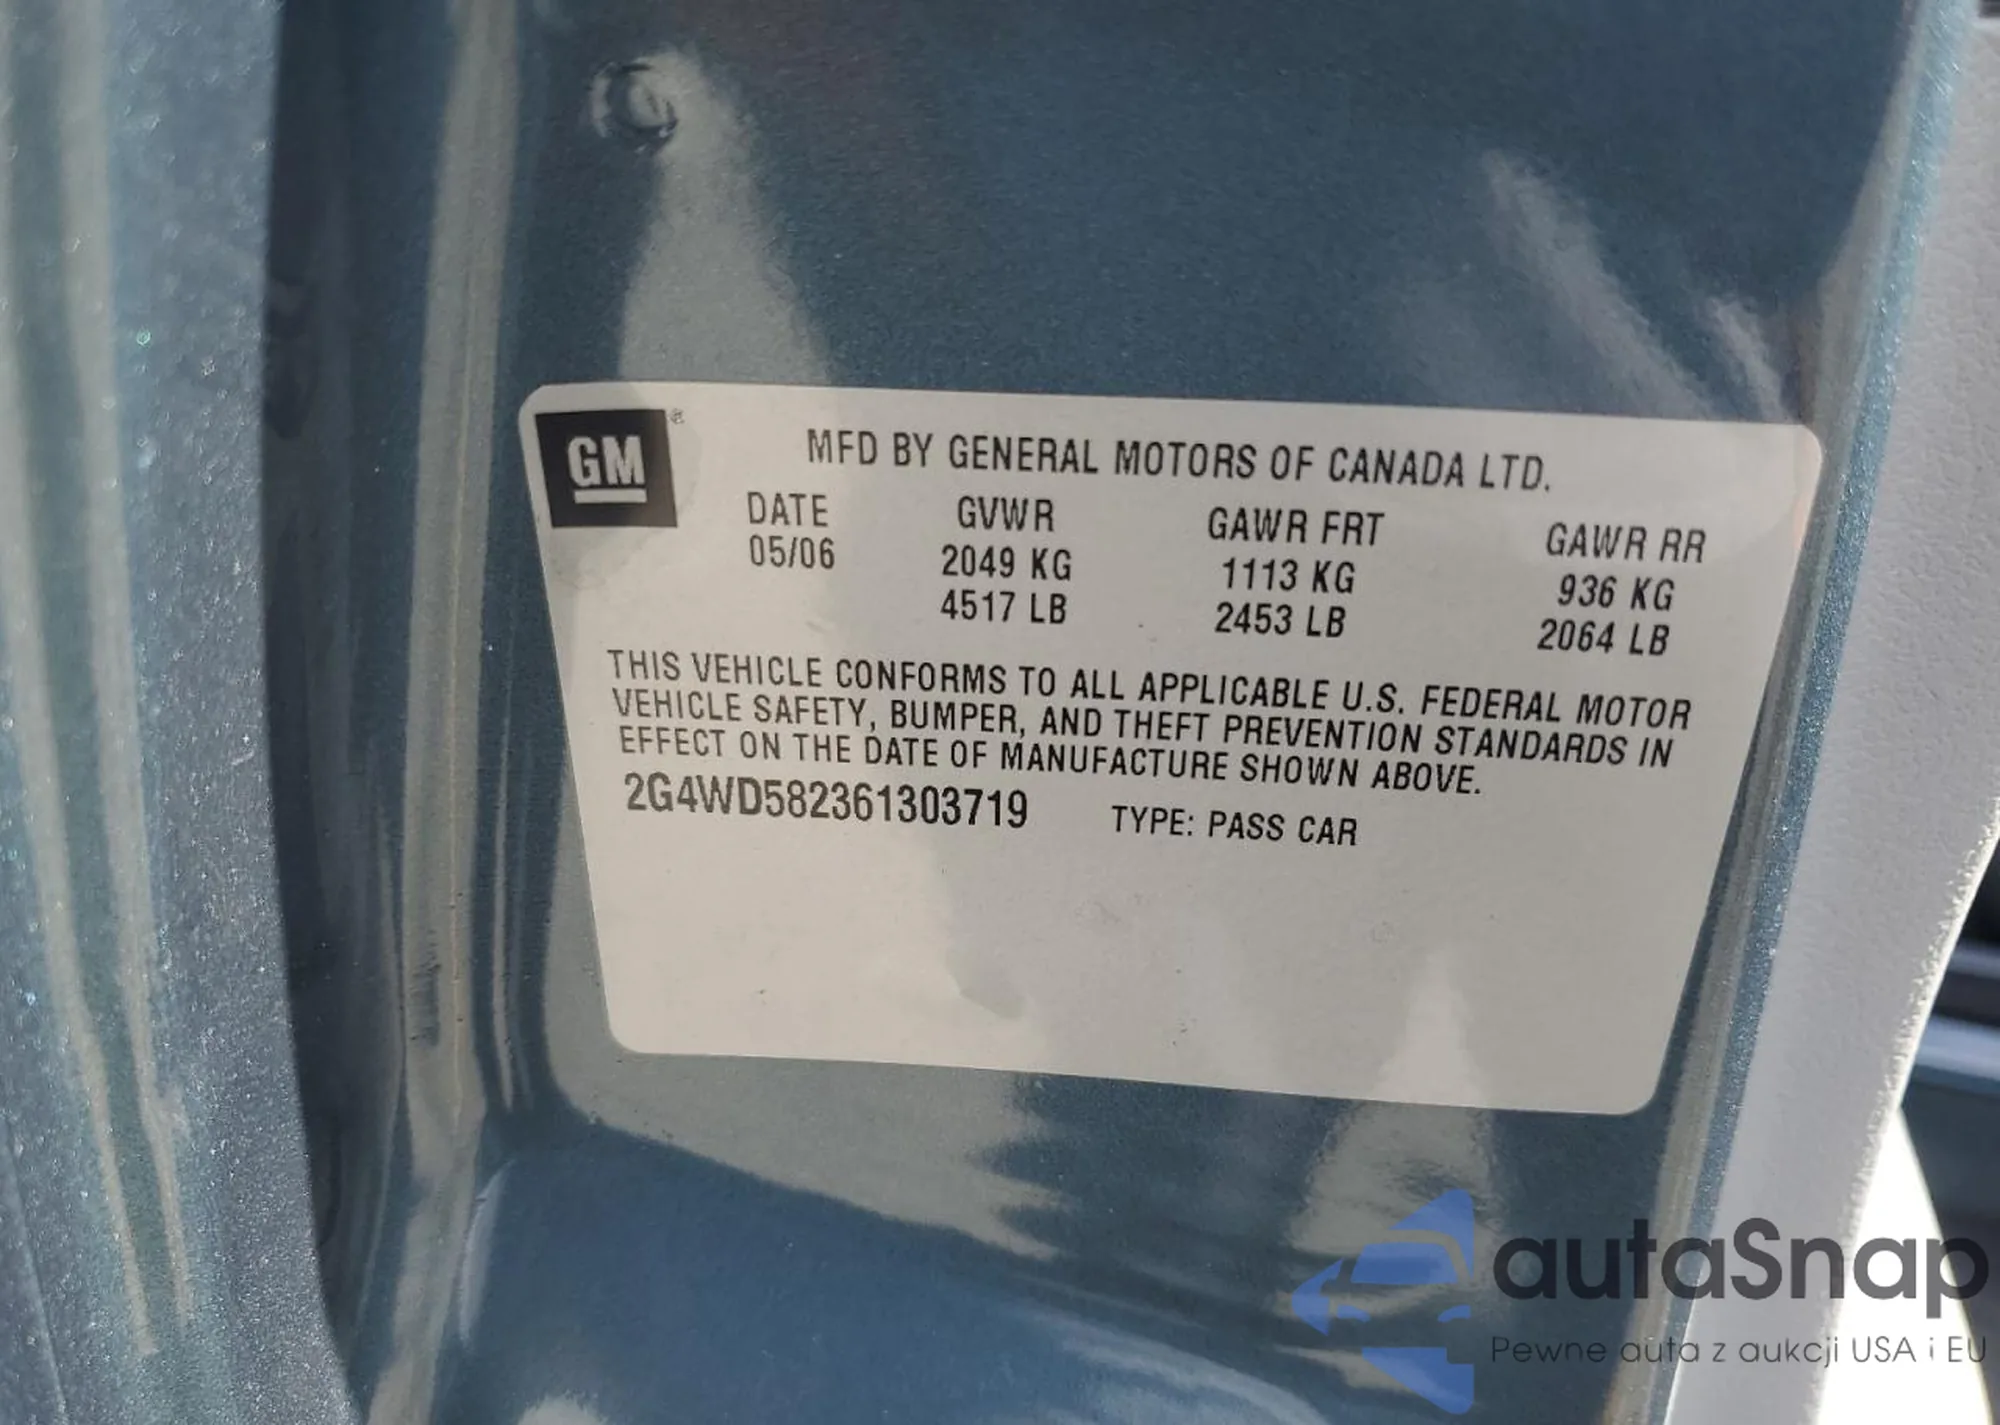 GM ®
MFD BY GENERAL MOTORS OF CANADA LTD.
DATE GVWR GAWR FRT GAWR RR
05/06 2049 KG 1113 KG 936 KG
4517 LB 2453 LB 2064 LB
THIS VEHICLE CONFORMS TO ALL APPLICABLE U.S. FEDERAL MOTOR
VEHICLE SAFETY, BUMPER, AND THEFT PREVENTION STANDARDS IN
EFFECT ON THE DATE OF MANUFACTURE SHOWN ABOVE.
2G4WD582361303719 TYPE: PASS CAR
autaSnap
Pewne auta z aukcji USA i EU